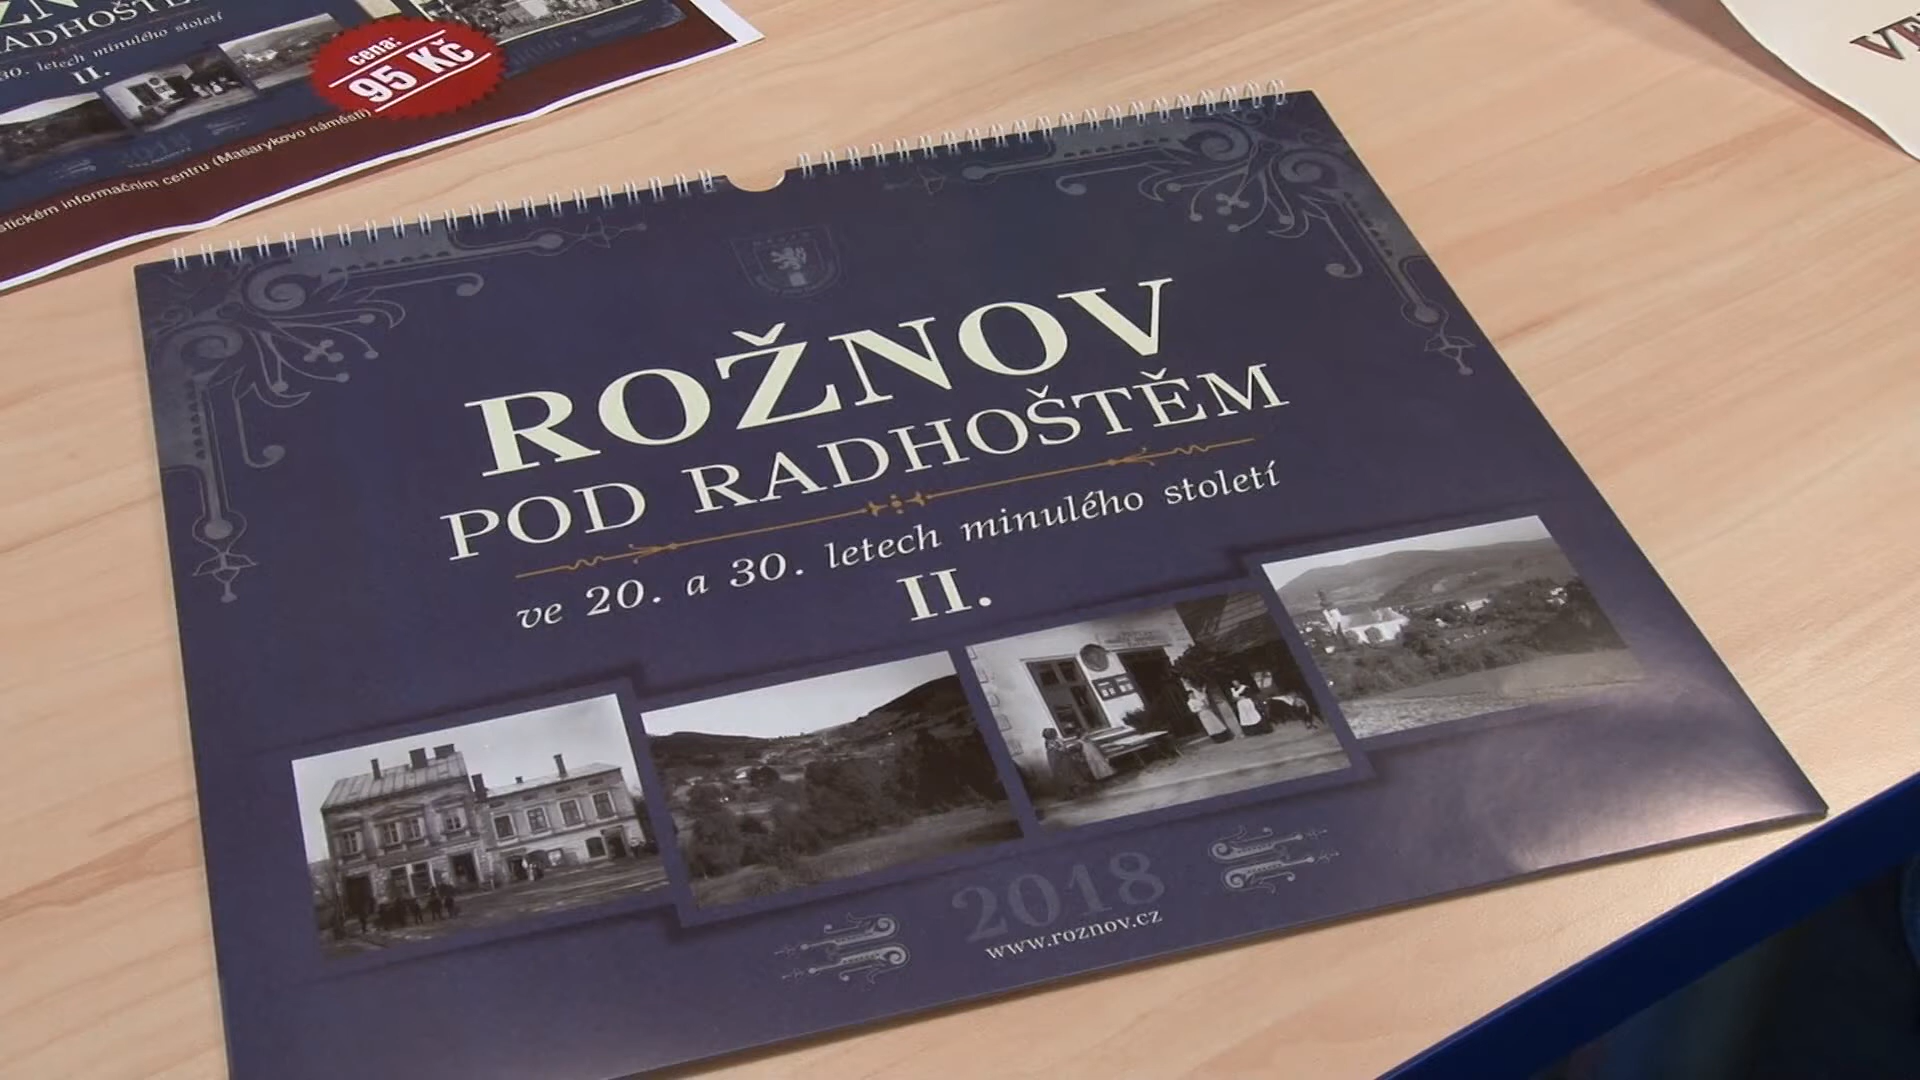 RADHOŠTĚM
30. letech minulého století
II.
cena:
95 Kč
informačním centru (Masarykovo náměstí)
ROŽNOV
POD RADHOŠTĚM
ve 20. a 30. letech minulého století
II.
2018
www.roznov.cz